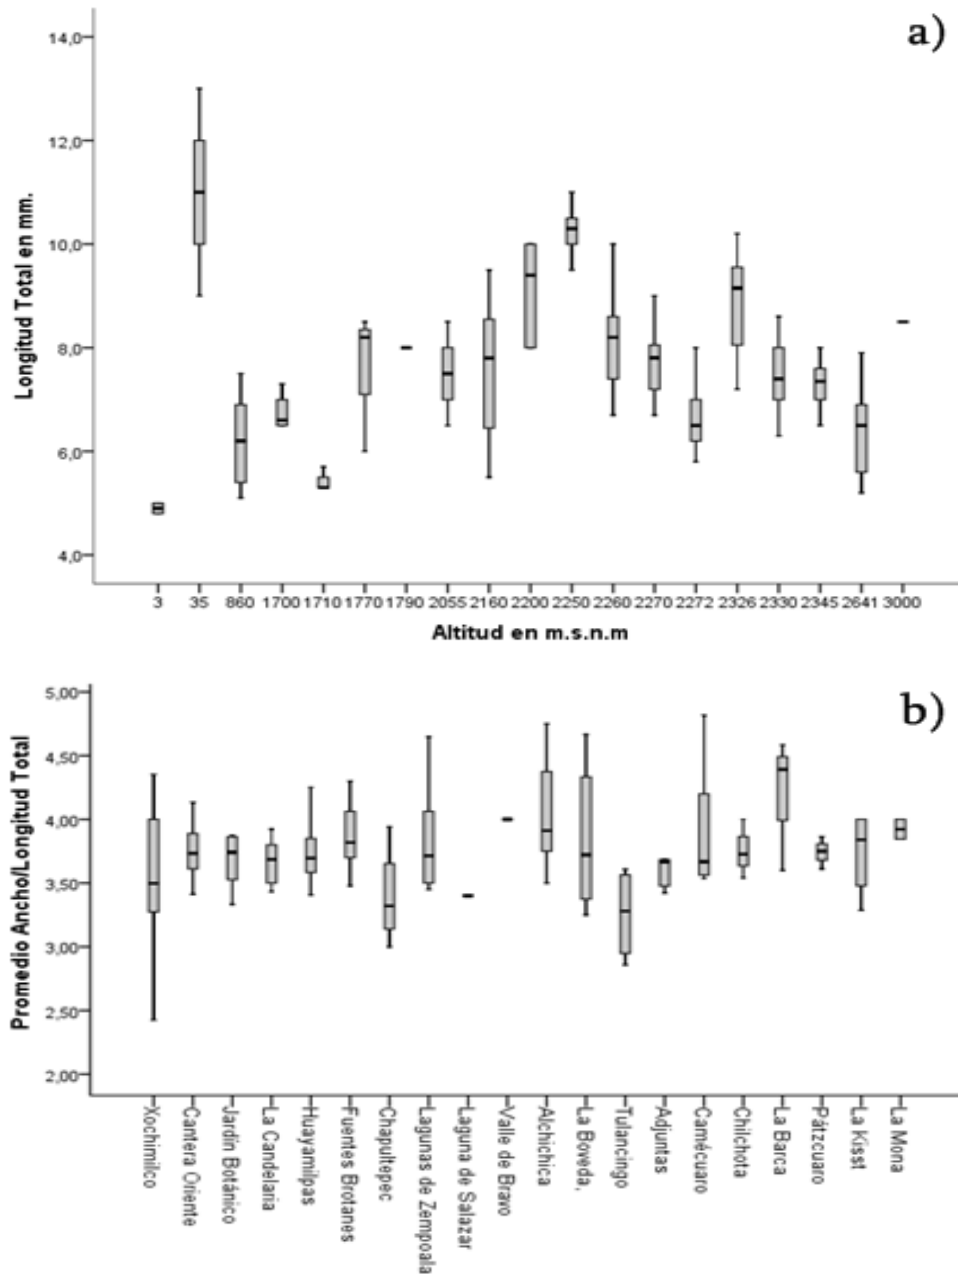 a)
14,0
12,0
10,0
8,0
6,0
4,0
Longitud Total en mm.
3 35 860 1700 1710 1770 1790 2055 2160 2200 2250 2260 2270 2272 2326 2330 2345 2641 3000
Altitud en m.s.n.m
b)
5,00
4,50
4,00
3,50
3,00
2,50
2,00
Promedio Ancho/Longitud Total
Xochimilco
Cantera Oriente
Jardín Botánico
La Candelaria
Huayamilpas
Fuentes Brotanes
Chapultepec
Lagunas de Zempoala
Laguna de Salazar
Valle de Bravo
Alchichica
La Boveda,
Tulancingo
Adjuntas
Camécuaro
Chilchota
La Barca
Pátzcuaro
La Kisst
La Mona